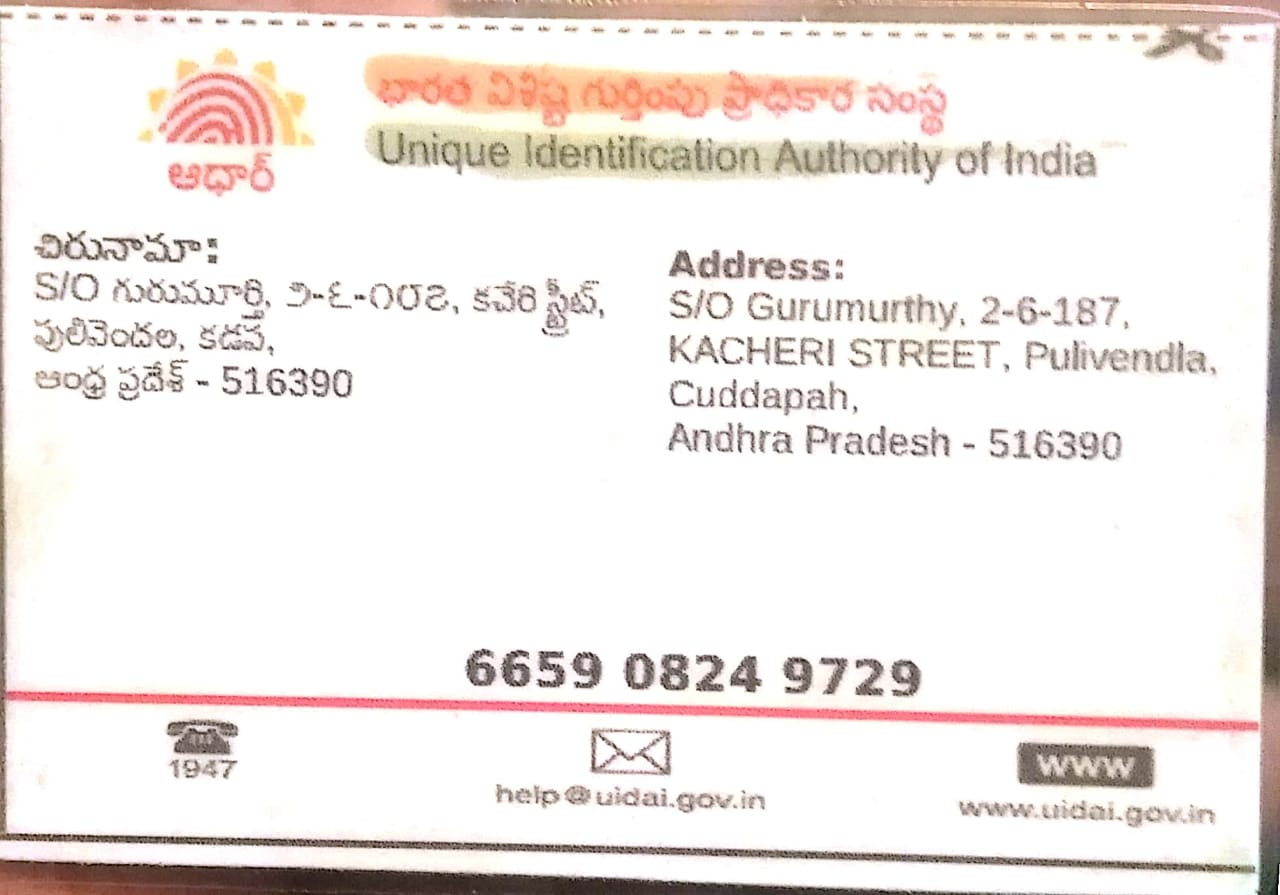 భారత విశిష్ట గుర్తింపు ప్రాధికార సంస్థ
Unique Identification Authority of India
ఆధార్
చిరునామా:
S/O గురుమూర్తి, ౨-౬-౧౮౭, కచేరి స్ట్రీట్,
పులివెందల, కడప,
ఆంధ్ర ప్రదేశ్ - 516390
Address:
S/O Gurumurthy, 2-6-187,
KACHERI STREET, Pulivendla,
Cuddapah,
Andhra Pradesh - 516390
6659 0824 9729
1947
help@uidai.gov.in
www
www.uidai.gov.in